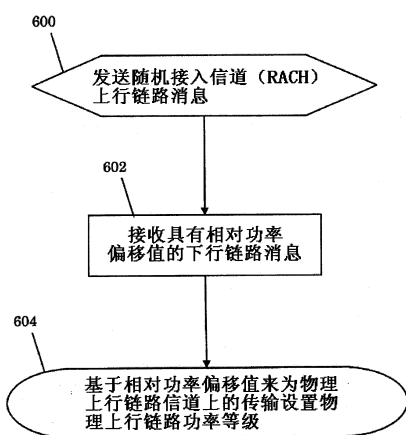 600
发送随机接入信道（RACH）
上行链路消息
602
接收具有相对功率
偏移值的下行链路消息
604
基于相对功率偏移值来为物理
上行链路信道上的传输设置物
理上行链路功率等级